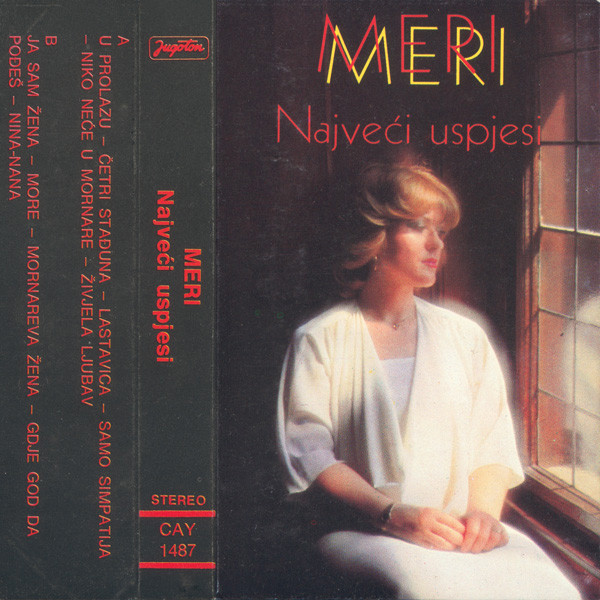 A
U PROLAZU – ČETRI STAĐUNA – LASTAVICA – SAMO SIMPATIJA
– NIKO NEĆE U MORNARE – ŽIVJELA LJUBAV
B
JA SAM ŽENA – MORE – MORNAREVA ŽENA – GDJE GOD DA
POĐEŠ – NINA-NANA
Jugoton
MERI
Najveći uspjesi
STEREO
CAY
1487
MERI
Najveći uspjesi